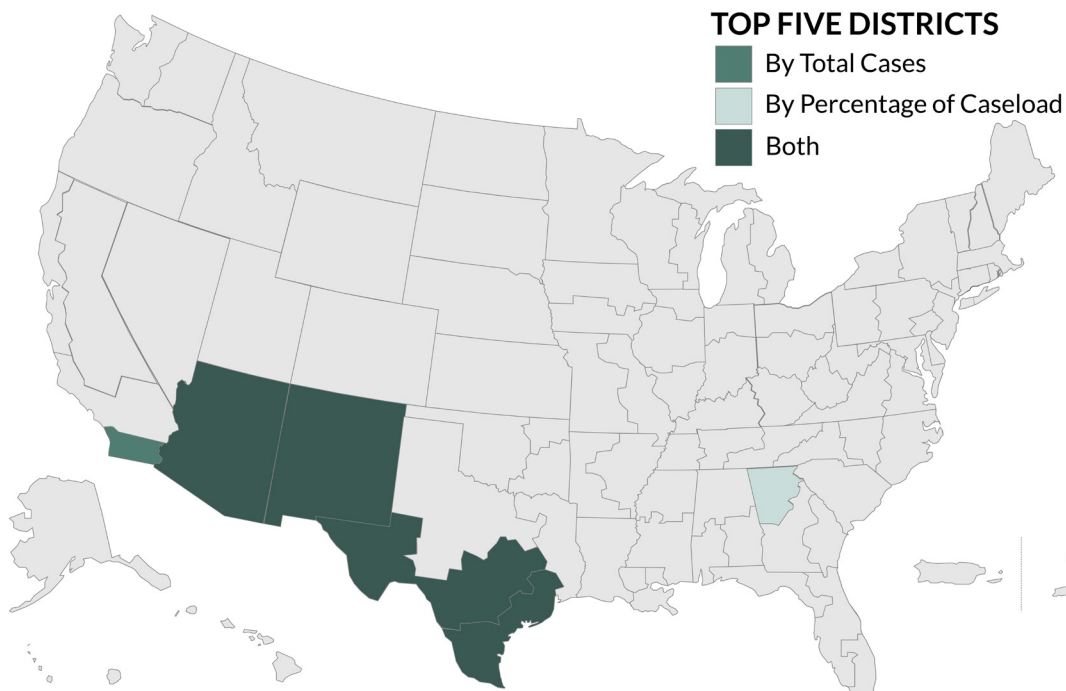 TOP FIVE DISTRICTS
By Total Cases
By Percentage of Caseload
Both